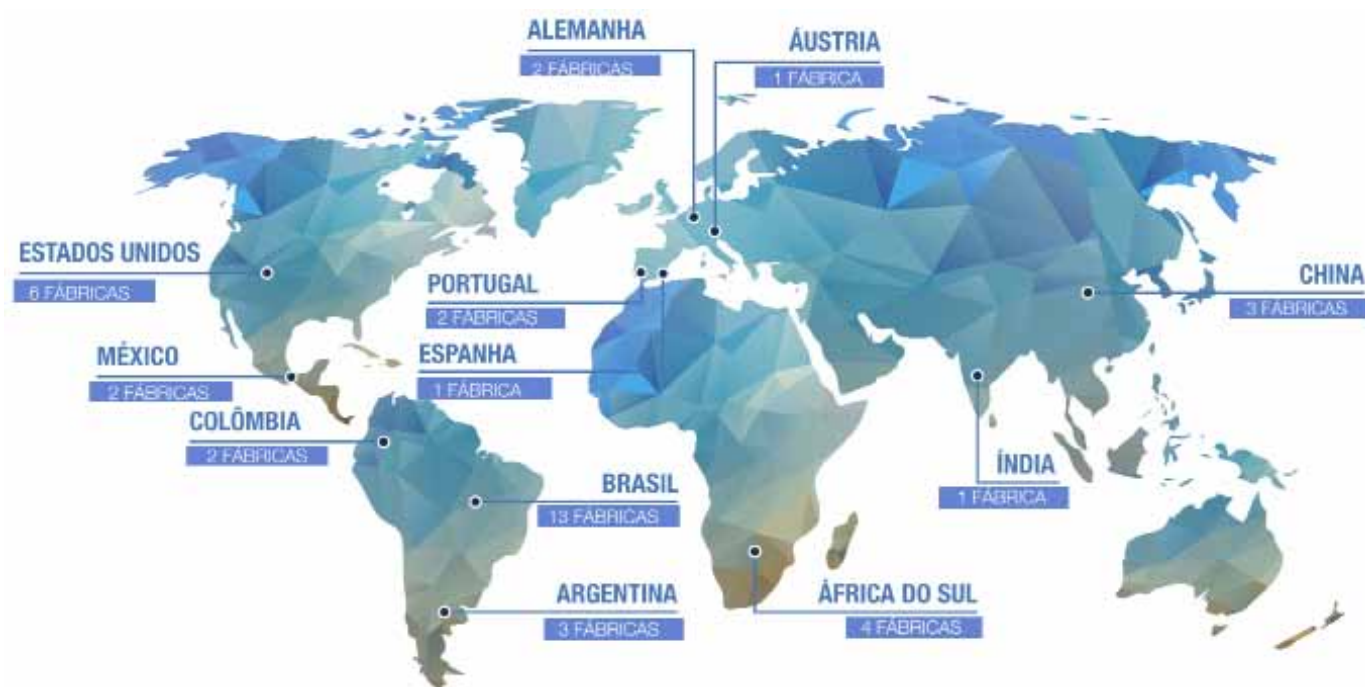 ALEMANHA
2 FÁBRICAS
ÁUSTRIA
1 FÁBRICA
ESTADOS UNIDOS
6 FÁBRICAS
PORTUGAL
2 FÁBRICAS
CHINA
3 FÁBRICAS
MÉXICO
2 FÁBRICAS
ESPANHA
1 FÁBRICA
COLÔMBIA
2 FÁBRICAS
BRASIL
13 FÁBRICAS
ÍNDIA
1 FÁBRICA
ARGENTINA
3 FÁBRICAS
ÁFRICA DO SUL
4 FÁBRICAS